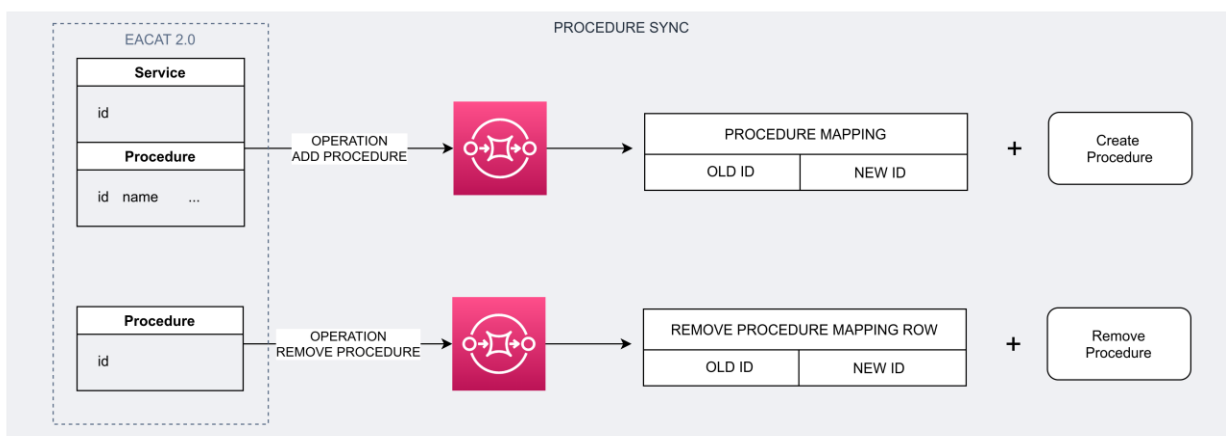 PROCEDURE SYNC
EACAT 2.0
Service
id
Procedure
id name ...
OPERATION
ADD PROCEDURE
PROCEDURE MAPPING
OLD ID NEW ID
+
Create
Procedure
Procedure
id
OPERATION
REMOVE PROCEDURE
REMOVE PROCEDURE MAPPING ROW
OLD ID NEW ID
+
Remove
Procedure